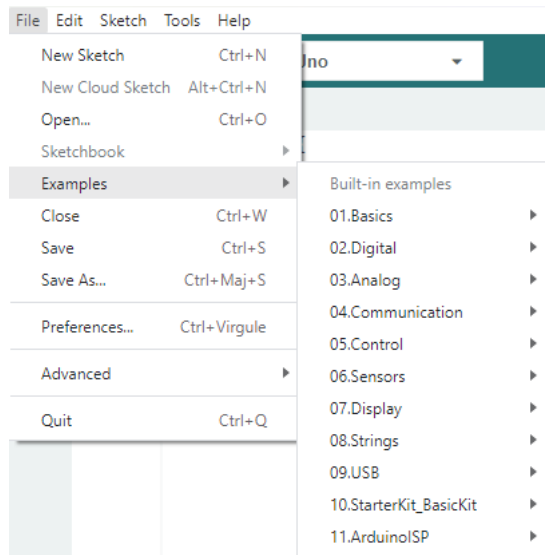 File Edit Sketch Tools Help
New Sketch Ctrl+N
New Cloud Sketch Alt+Ctrl+N
Open... Ctrl+O
Sketchbook
Examples
Close Ctrl+W
Save Ctrl+S
Save As... Ctrl+Maj+S
Preferences... Ctrl+Virgule
Advanced
Quit Ctrl+Q
Built-in examples
01.Basics
02.Digital
03.Analog
04.Communication
05.Control
06.Sensors
07.Display
08.Strings
09.USB
10.StarterKit_BasicKit
11.ArduinoISP